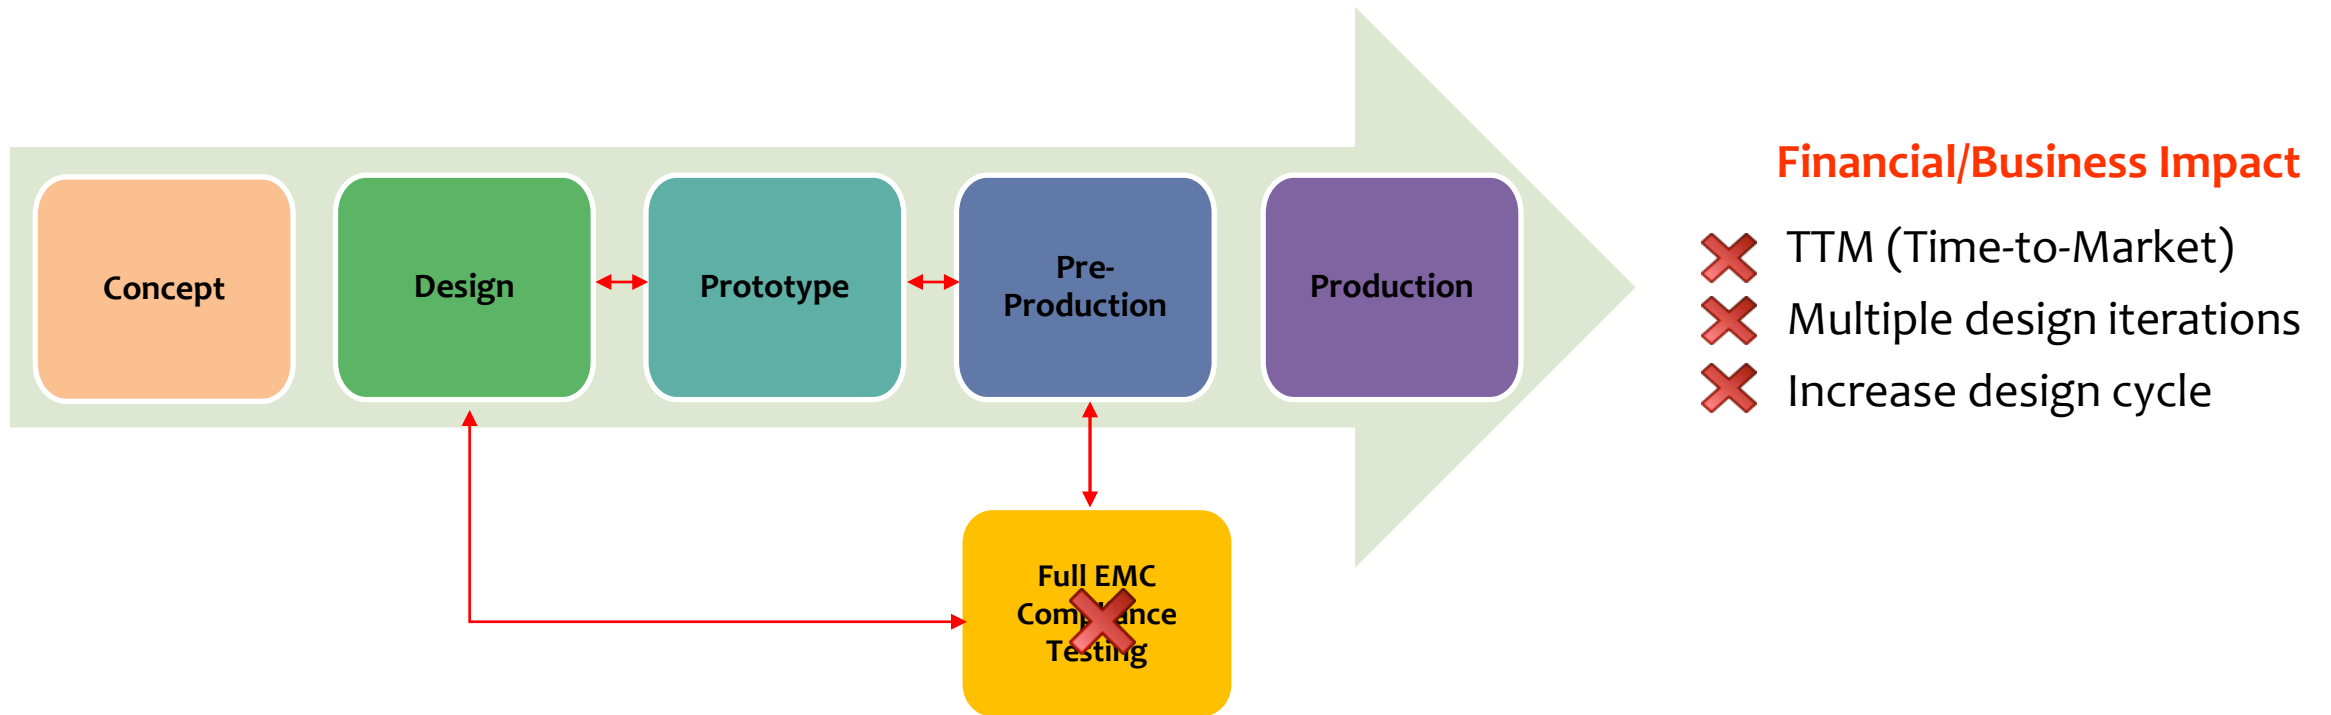 Financial/Business Impact
TTM (Time-to-Market)
Multiple design iterations
Increase design cycle
Concept
Design
Prototype
Pre-
Production
Production
Full EMC
Compliance
Testing